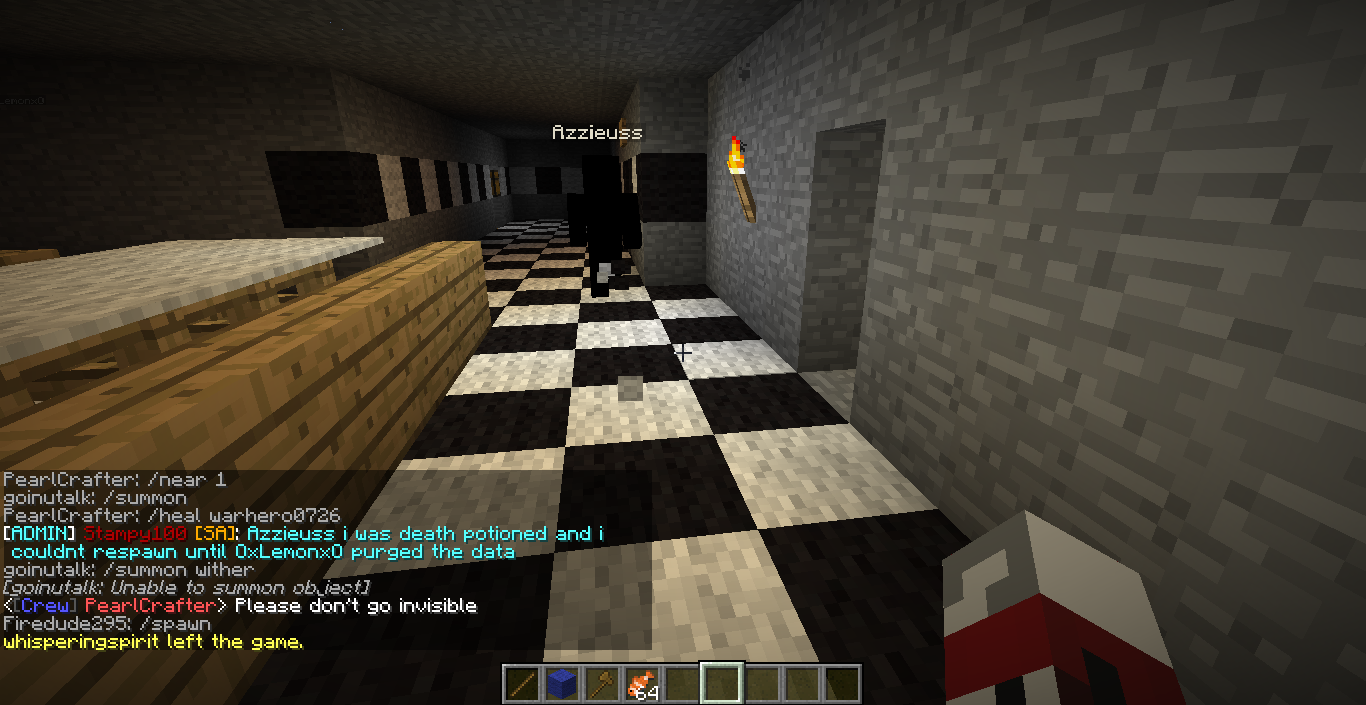 Lemonx0
Azzieuss
PearlCrafter: /near 1
goinutalk: /summon
PearlCrafter: /heal warhero0726
[ADMIN] Stampy100 [SA]: Azzieuss i was death potioned and i
couldnt respawn until 0xLemonx0 purged the data
goinutalk: /summon wither
[goinutalk: Unable to summon object]
<[Crew] PearlCrafter> Please don't go invisible
Firedude295: /spawn
whisperingspirit left the game.
64